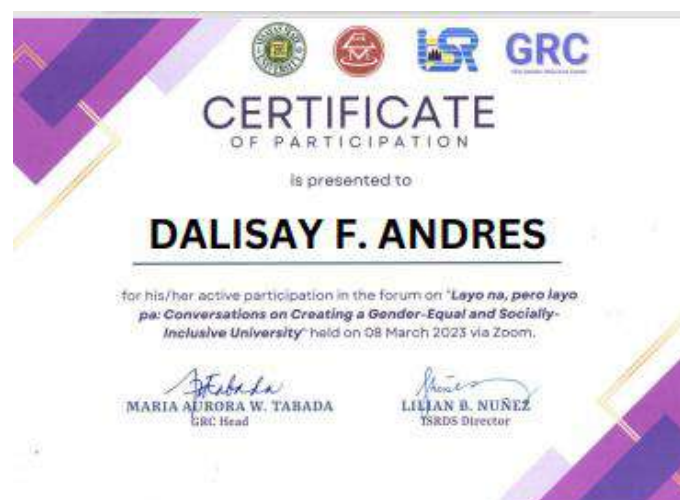 GRC
CERTIFICATE
OF PARTICIPATION
is presented to
DALISAY F. ANDRES
for his/her active participation in the forum on "Layo na, pero layo
pa: Conversations on Creating a Gender-Equal and Socially-
Inclusive University" held on 08 March 2023 via Zoom.
MARIA AURORA W. TABADA
GRC Head
LILIAN B. NUÑEZ
ISRDS Director